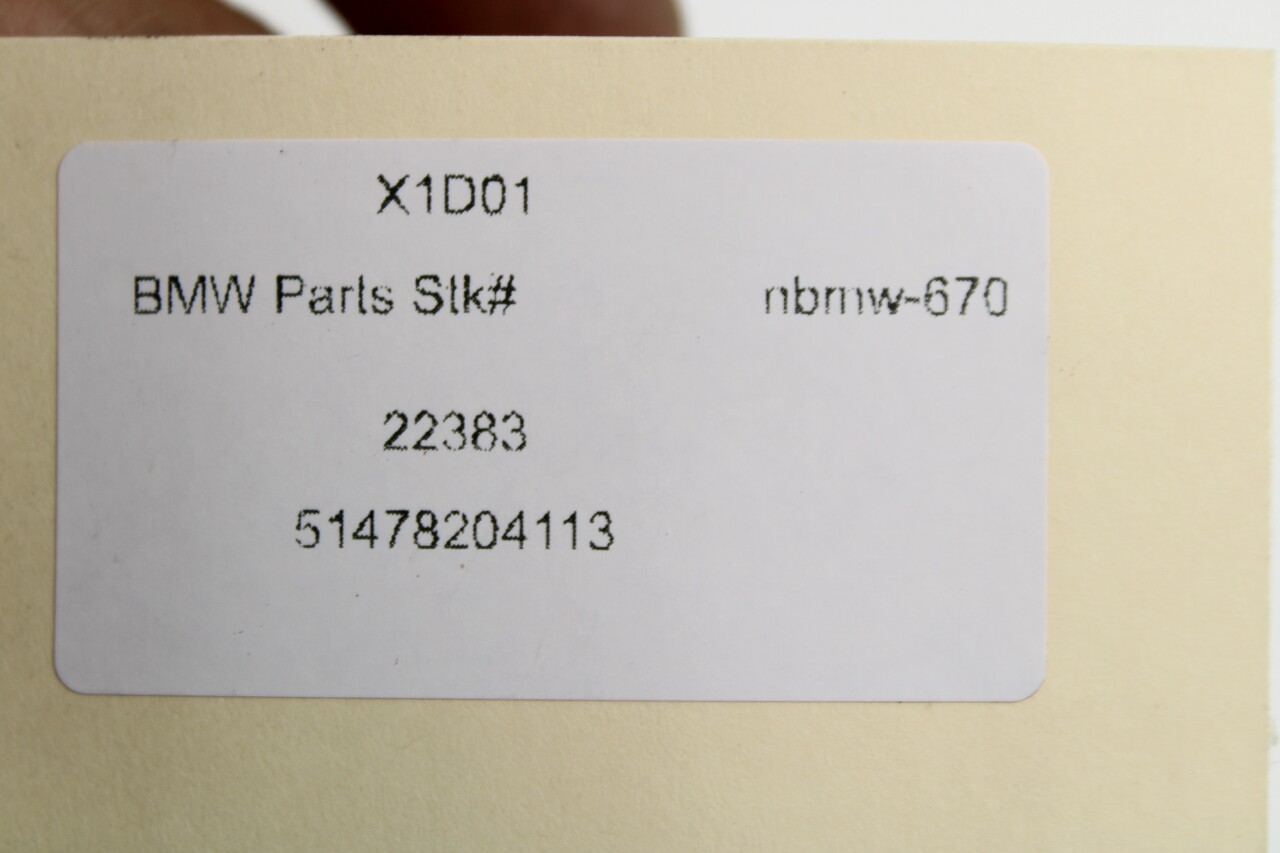 X1D01
BMW Parts Stk# nbmw-670
22383
51478204113